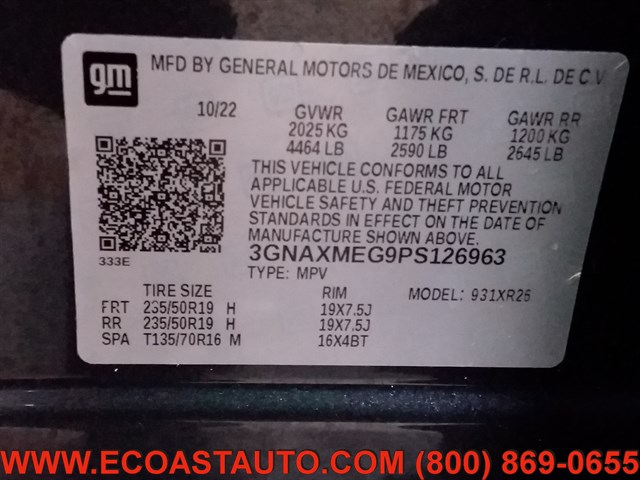 gm
MFD BY GENERAL MOTORS DE MEXICO, S. DE R.L. DE C.V
10/22 GVWR GAWR FRT GAWR RR
2025 KG 1175 KG 1200 KG
4464 LB 2590 LB 2645 LB
THIS VEHICLE CONFORMS TO ALL
APPLICABLE U.S. FEDERAL MOTOR
VEHICLE SAFETY AND THEFT PREVENTION
STANDARDS IN EFFECT ON THE DATE OF
MANUFACTURE SHOWN ABOVE.
333E 3GNAXMEG9PS126963
TYPE: MPV
TIRE SIZE RIM MODEL: 931XR26
FRT 235/50R19 H 19X7.5J
RR 235/50R19 H 19X7.5J
SPA T135/70R16 M 16X4BT
WWW.ECOASTAUTO.COM (800) 869-0655